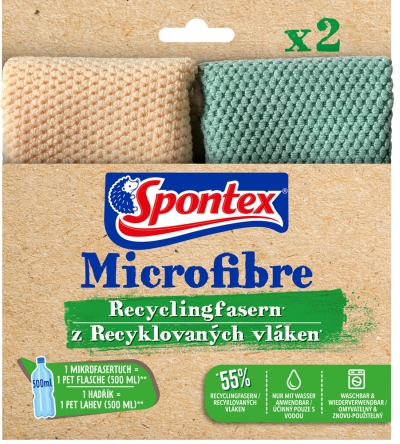 x2
Spontex®
Microfibre
Recyclingfasern*
z Recyklovaných vláken*
500ml
1 MIKROFASERTUCH =
1 PET FLASCHE (500 ML)**
1 HADŘÍK =
1 PET LAHEV (500 ML)**
*55%
RECYCLINGFASERN /
RECYKLOVANÝCH
VLÁKEN
NUR MIT WASSER
ANWENDBAR /
ÚČINNÝ POUZE S
VODOU
WASCHBAR &
WIEDERVERWENDBAR /
OMYVATELNÝ &
ZNOVU-POUŽITELNÝ